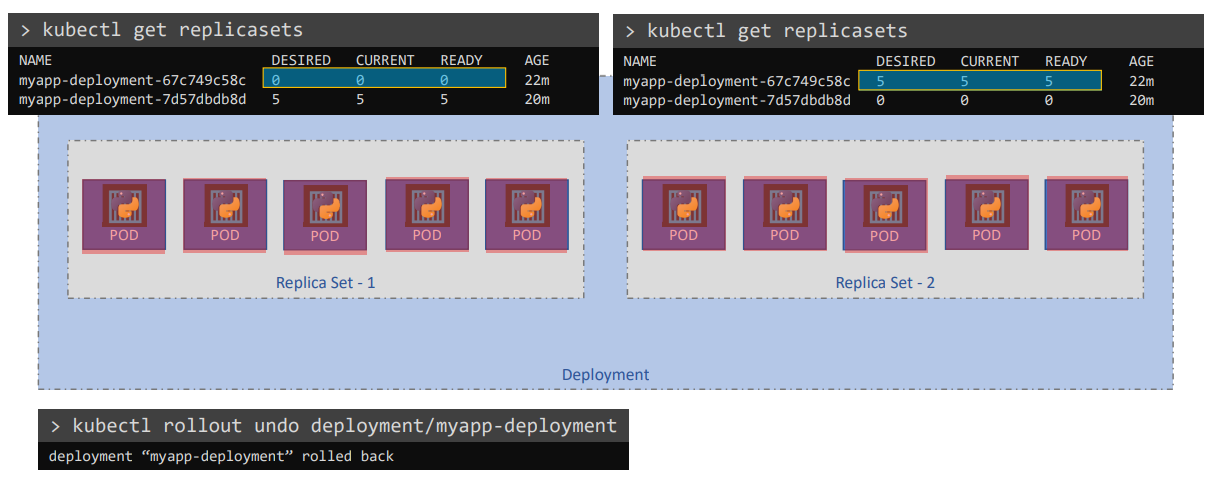 > kubectl get replicasets
NAME DESIRED CURRENT READY AGE
myapp-deployment-67c749c58c 0 0 0 22m
myapp-deployment-7d57dbdb8d 5 5 5 20m
> kubectl get replicasets
NAME DESIRED CURRENT READY AGE
myapp-deployment-67c749c58c 5 5 5 22m
myapp-deployment-7d57dbdb8d 0 0 0 20m
POD POD POD POD POD
Replica Set - 1
POD POD POD POD POD
Replica Set - 2
Deployment
> kubectl rollout undo deployment/myapp-deployment
deployment “myapp-deployment” rolled back